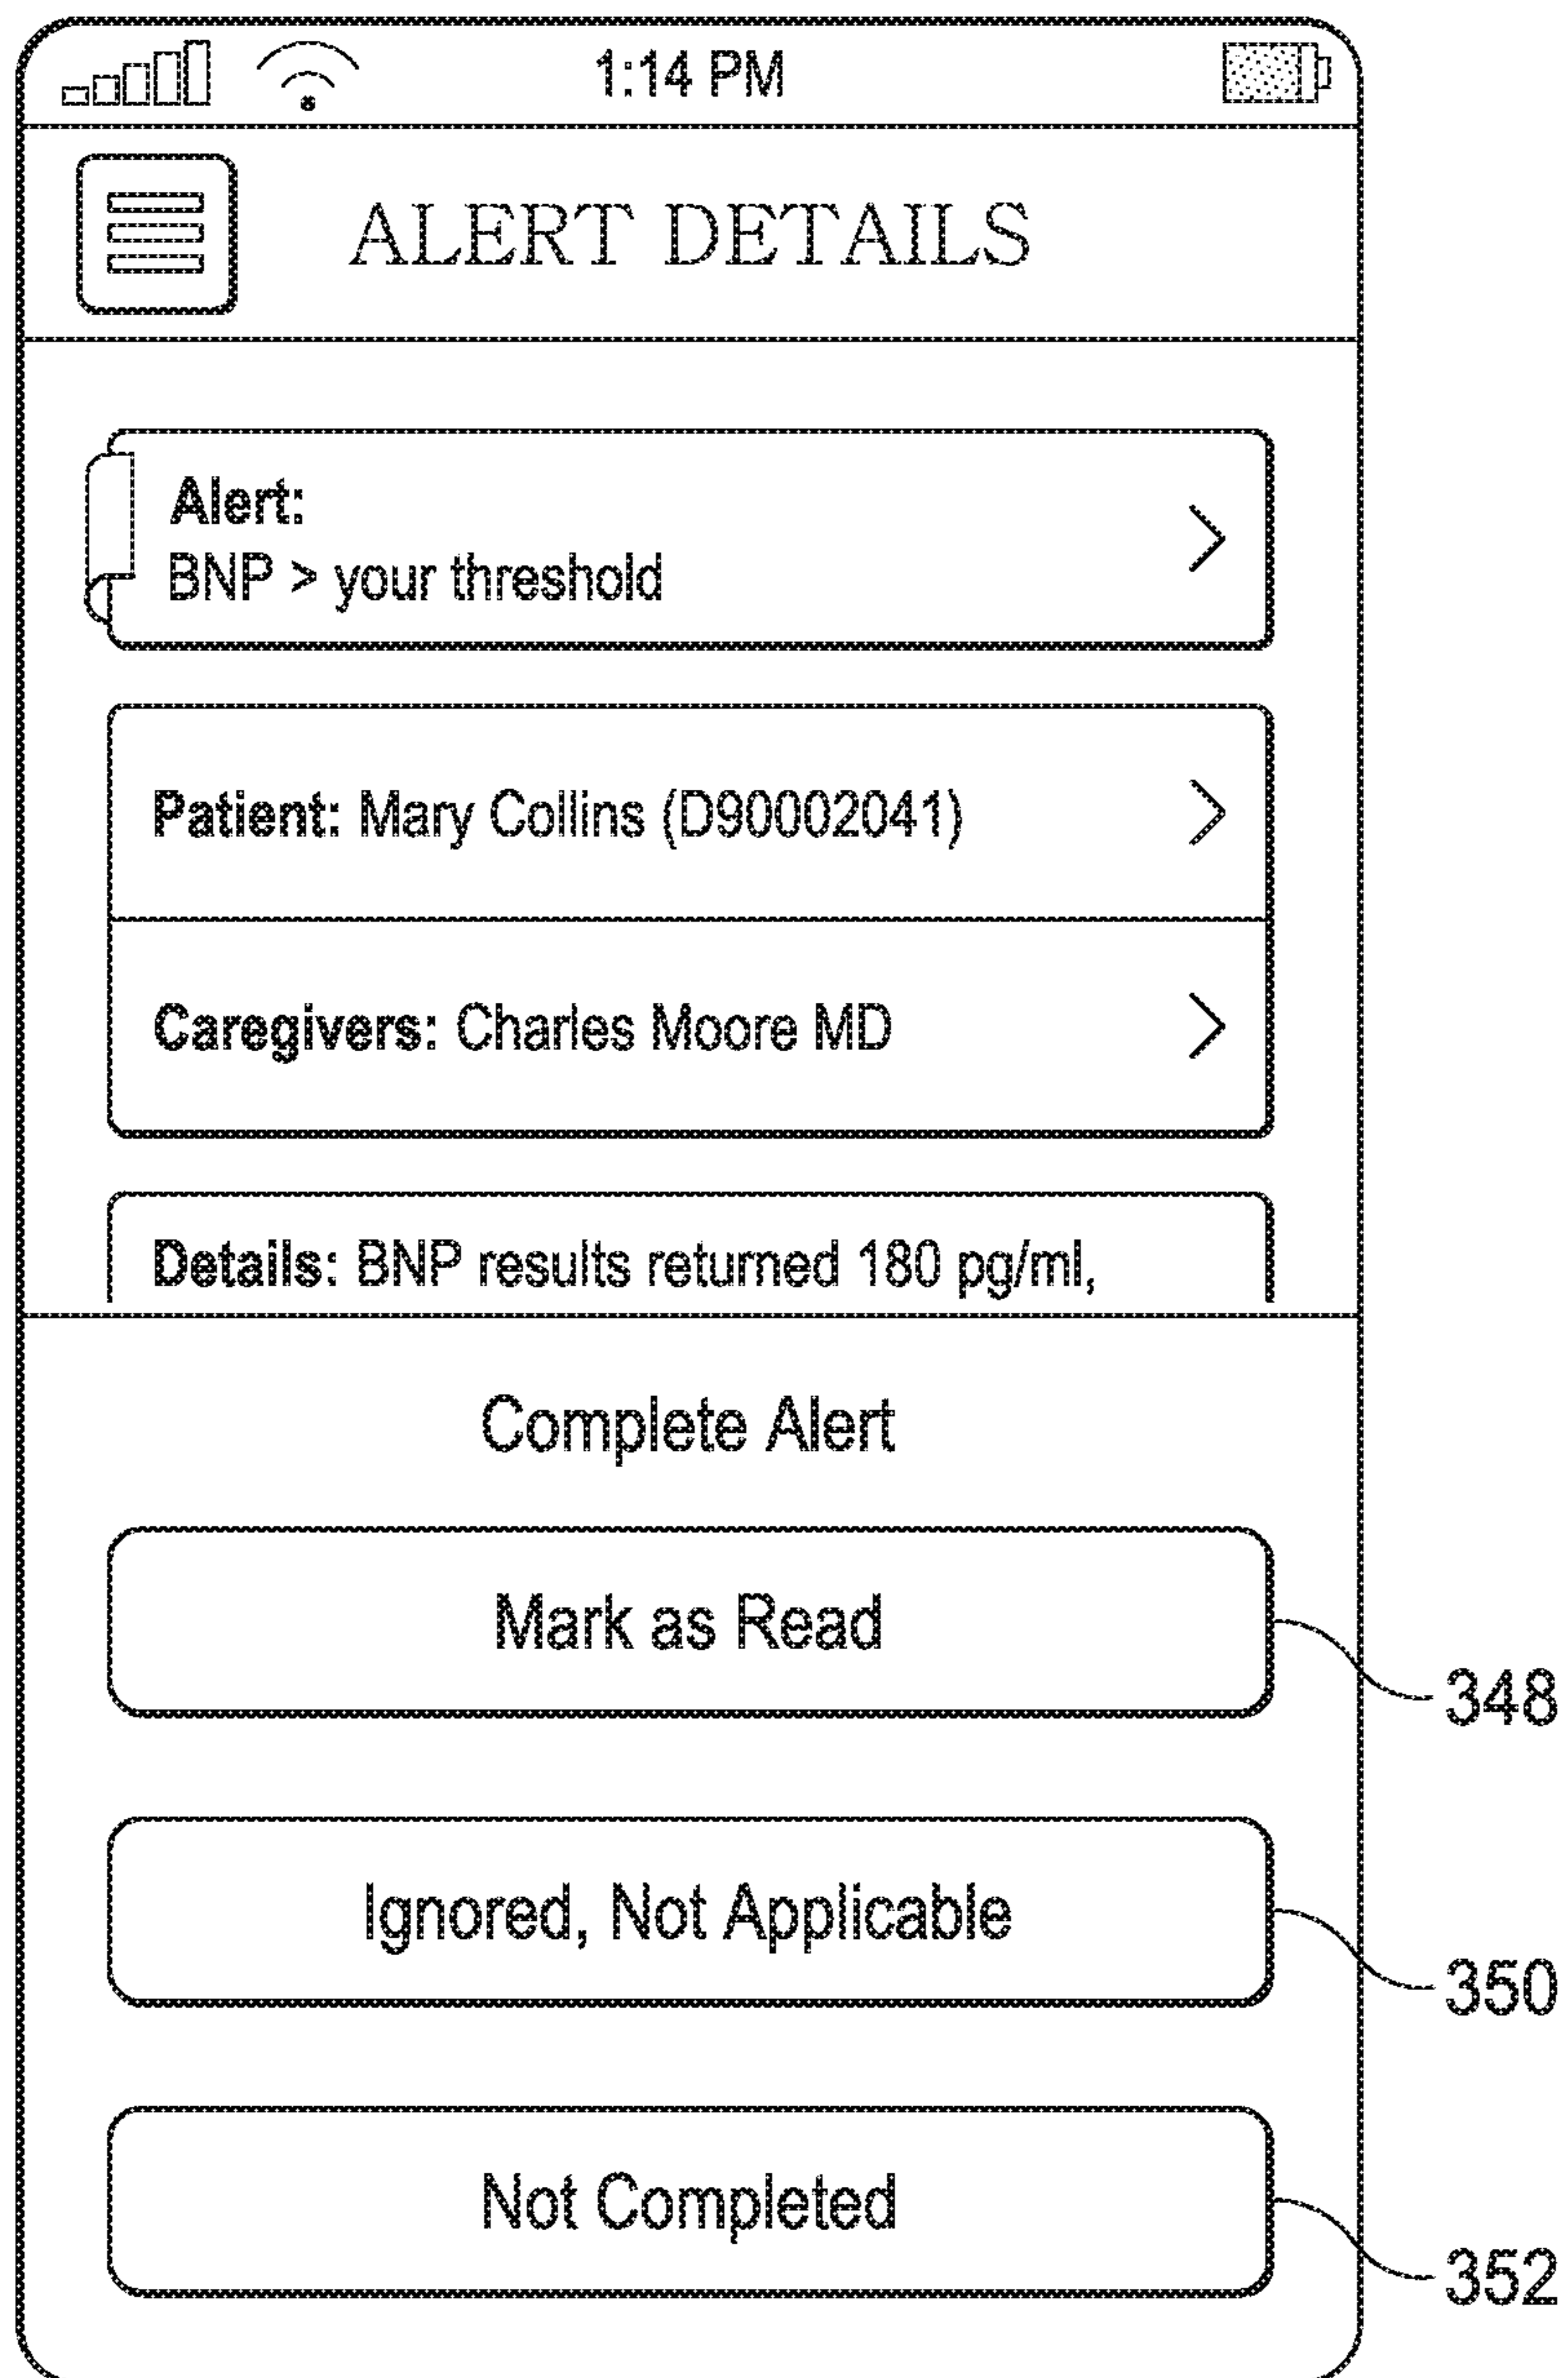 1:14 PM
ALERT DETAILS
Alert:
BNP > your threshold
Patient: Mary Collins (D90002041)
Caregivers: Charles Moore MD
Details: BNP results returned 180 pg/ml,
Complete Alert
Mark as Read
348
Ignored, Not Applicable
350
Not Completed
352